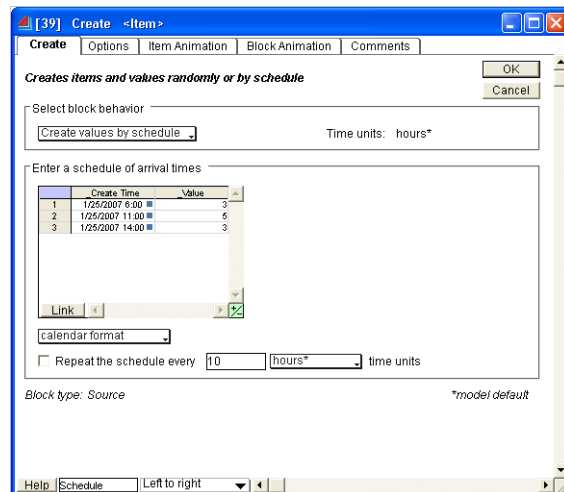 [39] Create <Item>
Create Options Item Animation Block Animation Comments
Creates items and values randomly or by schedule
OK
Cancel
Select block behavior
Create values by schedule
Time units: hours*
Enter a schedule of arrival times
_Create Time _Value
1 1/25/2007 6:00 3
2 1/25/2007 11:00 5
3 1/25/2007 14:00 3
Link
calendar format
Repeat the schedule every 10 hours* time units
Block type: Source *model default
Help Schedule Left to right